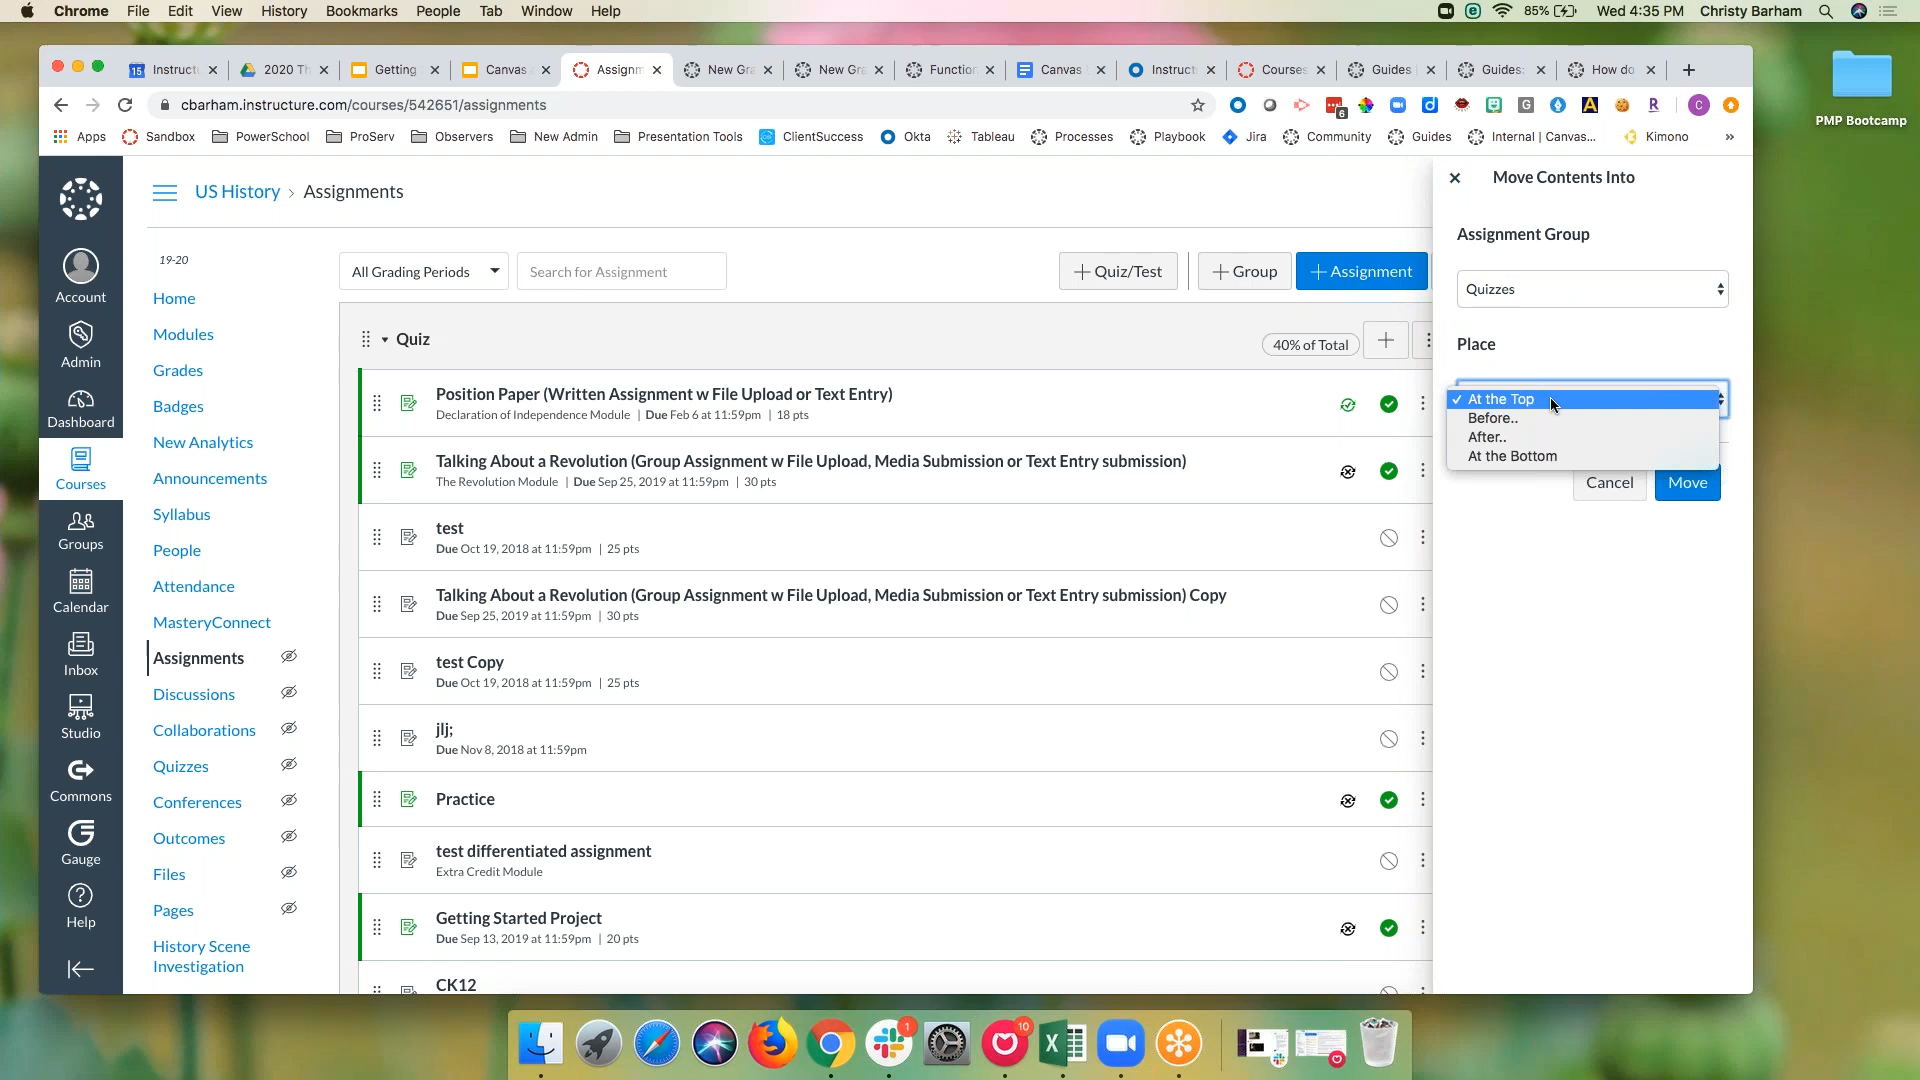 Chrome File Edit View History Bookmarks People Tab Window Help
85% Wed 4:35 PM Christy Barham
PMP Bootcamp
15 Instruct 2020 Th Getting Canvas Assignm New Gra New Gra Function Canvas Instruct Courses Guides Guides: How do
cbarham.instructure.com/courses/542651/assignments
6 G A R C
Apps Sandbox PowerSchool ProServ Observers New Admin Presentation Tools ClientSuccess Okta Tableau Processes Playbook Jira Community Guides Internal | Canvas... Kimono »
Account
Admin
Dashboard
Courses
Groups
Calendar
Inbox
Studio
Commons
Gauge
Help
US History › Assignments
19-20
Home
Modules
Grades
Badges
New Analytics
Announcements
Syllabus
People
Attendance
MasteryConnect
Assignments
Discussions
Collaborations
Quizzes
Conferences
Outcomes
Files
Pages
History Scene
Investigation
All Grading Periods
Search for Assignment
+ Quiz/Test
+ Group
+ Assignment
Quiz
40% of Total
Position Paper (Written Assignment w File Upload or Text Entry)
Declaration of Independence Module | Due Feb 6 at 11:59pm | 18 pts
Talking About a Revolution (Group Assignment w File Upload, Media Submission or Text Entry submission)
The Revolution Module | Due Sep 25, 2019 at 11:59pm | 30 pts
test
Due Oct 19, 2018 at 11:59pm | 25 pts
Talking About a Revolution (Group Assignment w File Upload, Media Submission or Text Entry submission) Copy
Due Sep 25, 2019 at 11:59pm | 30 pts
test Copy
Due Oct 19, 2018 at 11:59pm | 25 pts
jlj;
Due Nov 8, 2018 at 11:59pm
Practice
test differentiated assignment
Extra Credit Module
Getting Started Project
Due Sep 13, 2019 at 11:59pm | 20 pts
CK12
Move Contents Into
Assignment Group
Quizzes
Place
At the Top
Before..
After..
At the Bottom
Cancel
Move
1
10